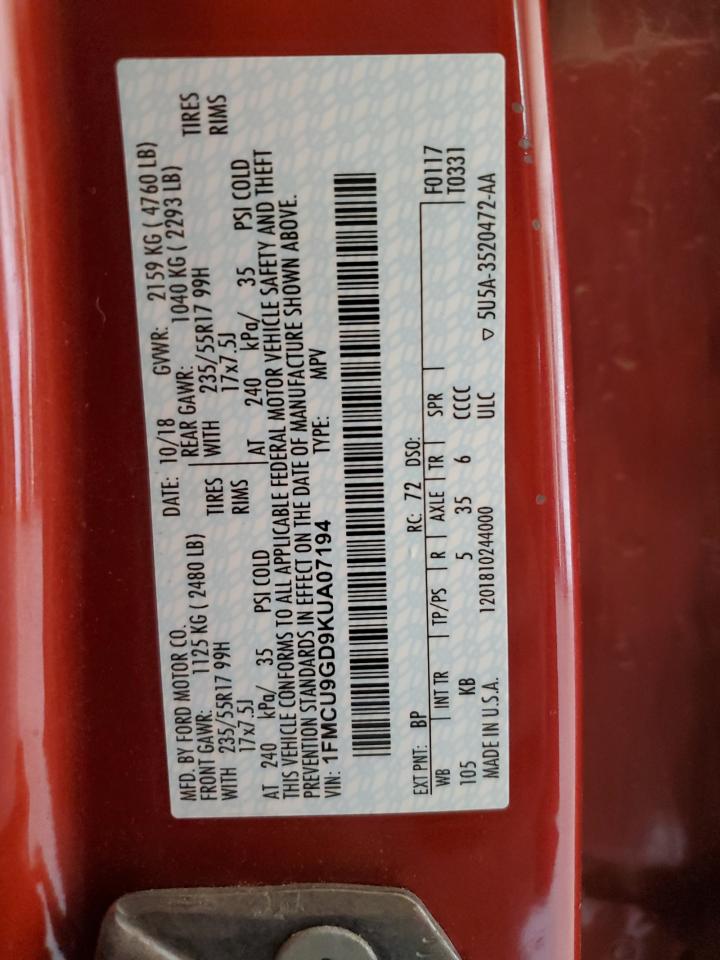 MFD. BY FORD MOTOR CO.
DATE: 10/18 GVWR: 2159 KG ( 4760 LB)
FRONT GAWR: 1125 KG ( 2480 LB)
REAR GAWR: 1040 KG ( 2293 LB)
WITH 235/55R17 99H TIRES
WITH 235/55R17 99H TIRES
17x7.5J RIMS
17x7.5J RIMS
AT 240 kPa/ 35 PSI COLD
AT 240 kPa/ 35 PSI COLD
THIS VEHICLE CONFORMS TO ALL APPLICABLE FEDERAL MOTOR VEHICLE SAFETY AND THEFT
PREVENTION STANDARDS IN EFFECT ON THE DATE OF MANUFACTURE SHOWN ABOVE.
VIN: 1FMCU9GD9KUA07194 TYPE: MPV
EXT PNT: BP RC: 72 DSO: F0117
WB INT TR TP/PS R AXLE TR SPR T0331
105 KB 5 35 6 CCCC
MADE IN U.S.A. 1201810244000 ULC ▽ 5U5A-3520472-AA